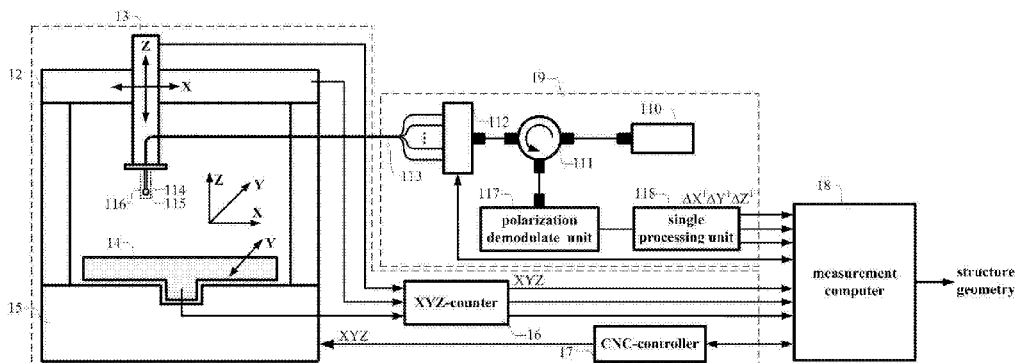 13
Z
12
X
19
110
112
111
113
114
116
115
Z
Y
X
117
118
ΔX
ΔY
ΔZ
18
polarization
demodulate unit
single
processing unit
14
Y
measurement
computer
structure
geometry
XYZ
XYZ-counter
15
16
XYZ
CNC-controller
17